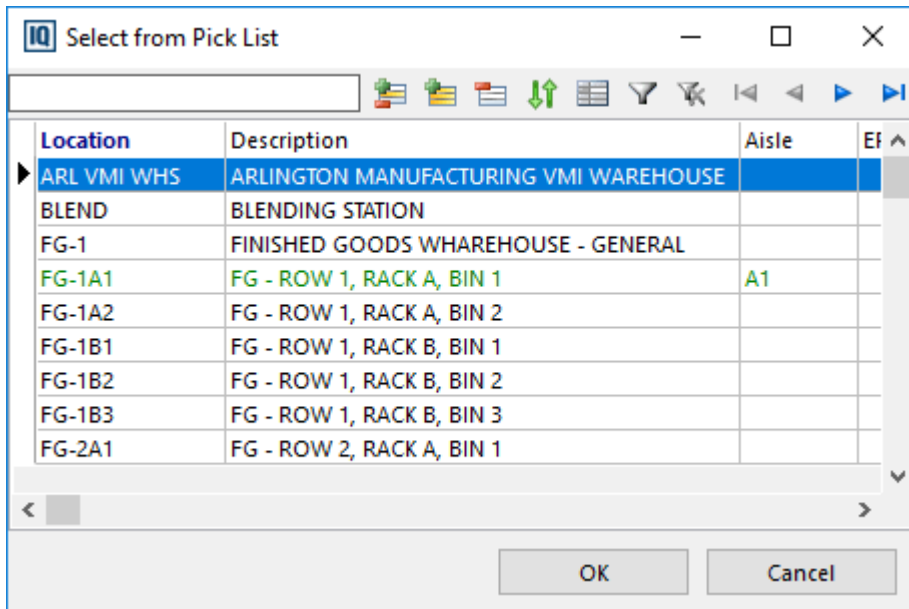 IQ Select from Pick List
Location Description Aisle
ARL VMI WHS ARLINGTON MANUFACTURING VMI WAREHOUSE
BLEND BLENDING STATION
FG-1 FINISHED GOODS WHAREHOUSE - GENERAL
FG-1A1 FG - ROW 1, RACK A, BIN 1 A1
FG-1A2 FG - ROW 1, RACK A, BIN 2
FG-1B1 FG - ROW 1, RACK B, BIN 1
FG-1B2 FG - ROW 1, RACK B, BIN 2
FG-1B3 FG - ROW 1, RACK B, BIN 3
FG-2A1 FG - ROW 2, RACK A, BIN 1
OK Cancel